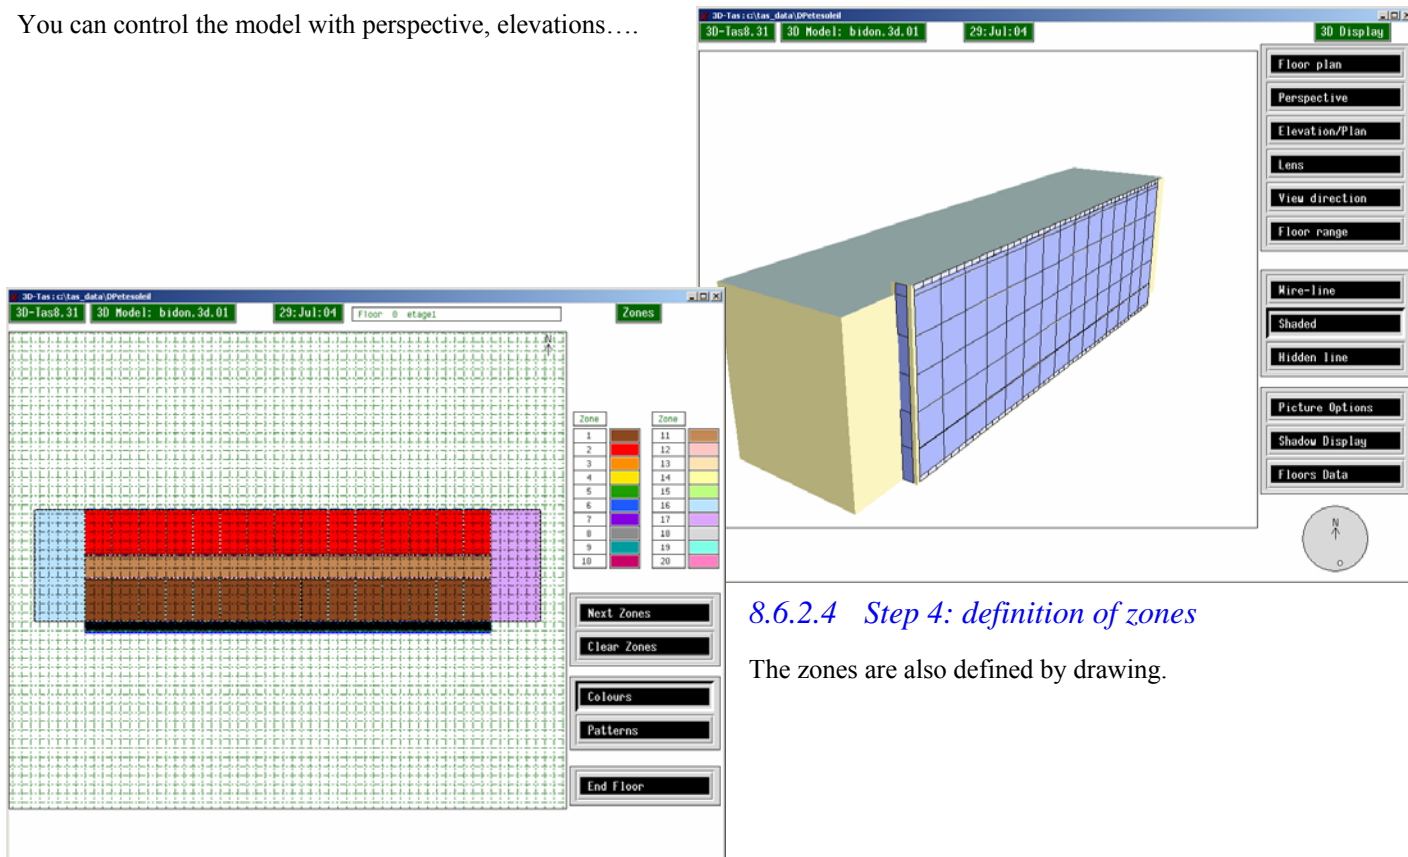 You can control the model with perspective, elevations….
3D-Tas : c:\tas_data\DPetesoleil
3D-Tas8.31 3D Model: bidon.3d.01 29:Jul:04 3D Display
Floor plan
Perspective
Elevation/Plan
Lens
View direction
Floor range
Wire-line
Shaded
Hidden line
Picture Options
Shadow Display
Floors Data
N
3D-Tas : c:\tas_data\DPetesoleil
3D-Tas8.31 3D Model: bidon.3d.01 29:Jul:04 Floor 0 etage1 Zones
N
Zone Zone
1 11
2 12
3 13
4 14
5 15
6 16
7 17
8 18
9 19
10 20
Next Zones
Clear Zones
Colours
Patterns
End Floor
8.6.2.4 Step 4: definition of zones
The zones are also defined by drawing.